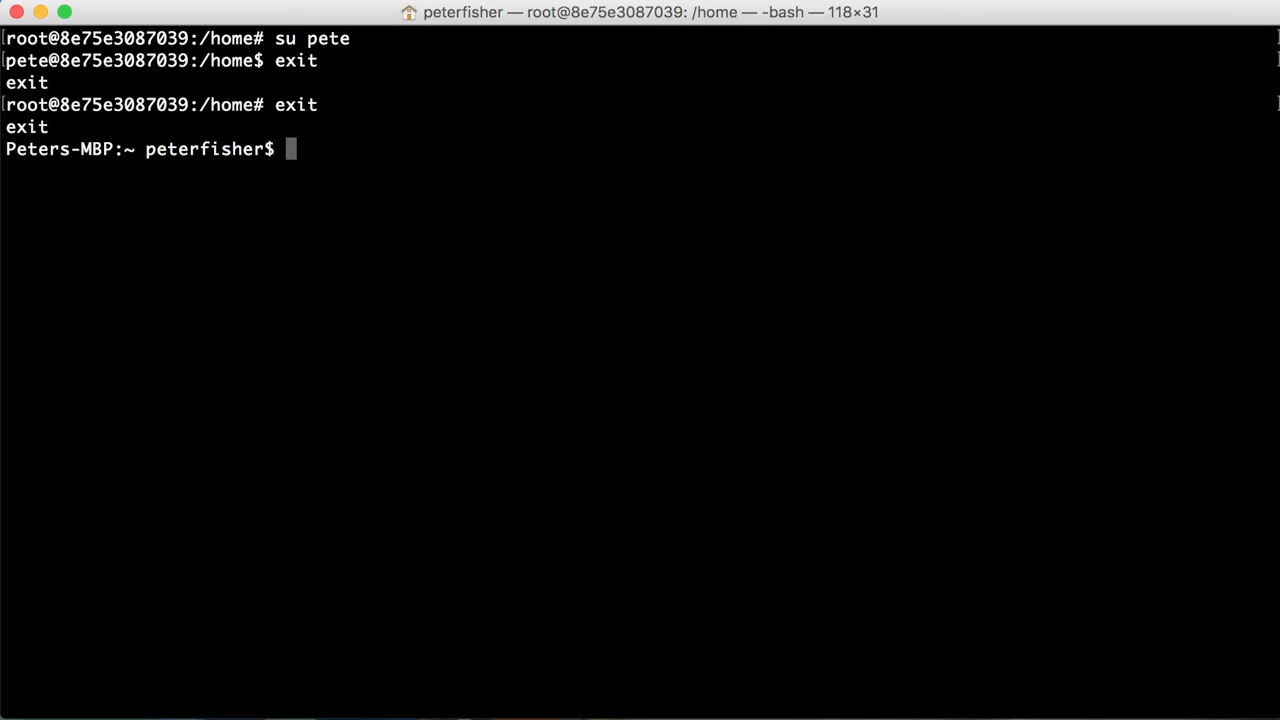 peterfisher — root@8e75e3087039: /home — -bash — 118×31
[root@8e75e3087039:/home# su pete ]
[pete@8e75e3087039:/home$ exit ]
exit
[root@8e75e3087039:/home# exit ]
exit
Peters-MBP:~ peterfisher$